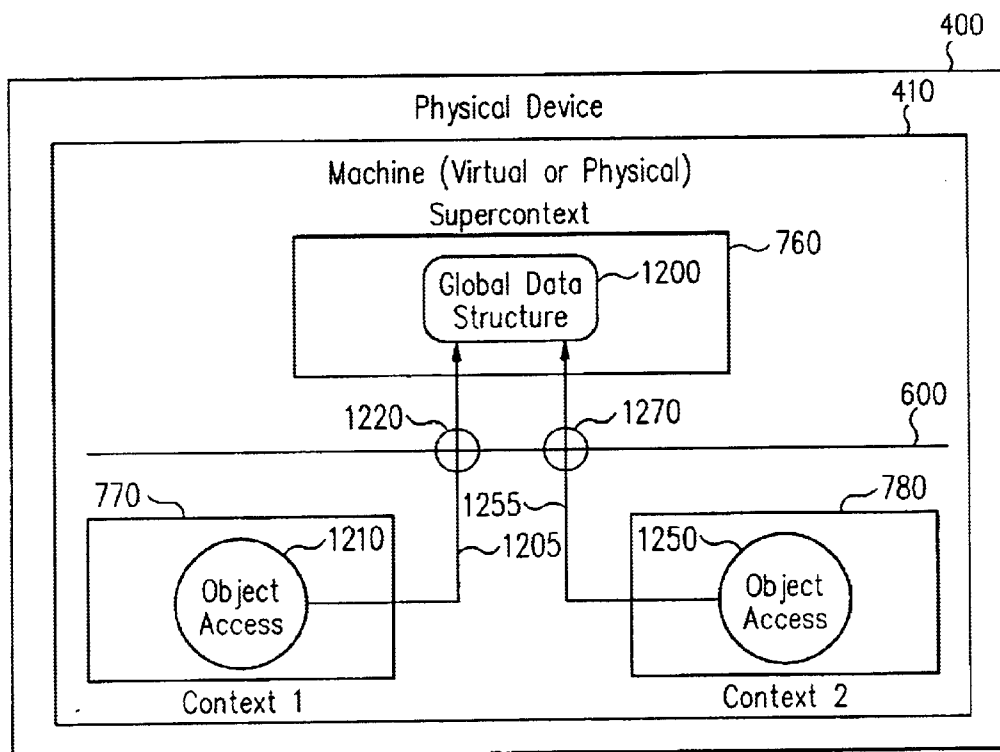 400
Physical Device
410
Machine (Virtual or Physical)
Supercontext
760
Global Data
Structure
1200
1220
1270
600
770
1255
780
1210
1205
1250
Object
Access
Object
Access
Context 1
Context 2